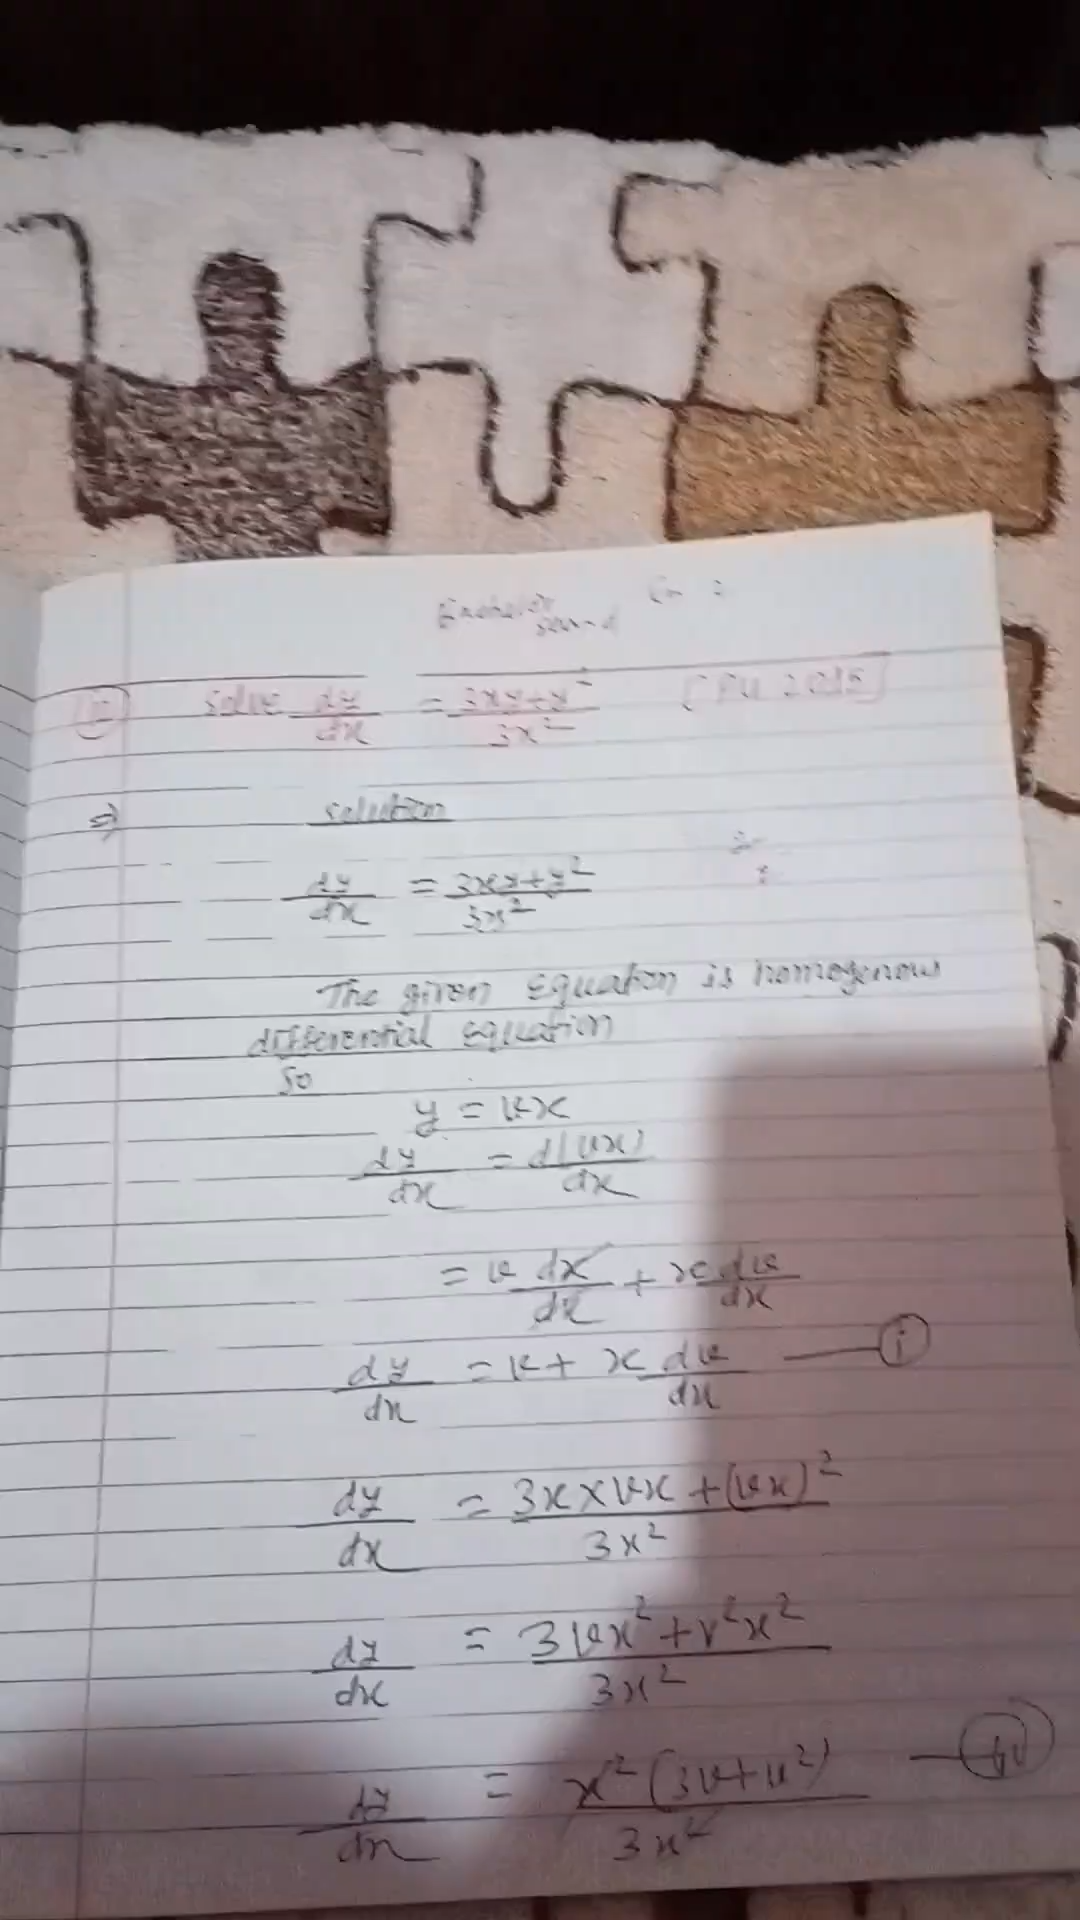 Solve dy/dx = 3xy+y²/3x² [PU 2015]
⇒ solution
dy/dx = 3xy+y²/3x²
The given Equation is homogenous
differential Equation
So
y = vx
dy/dx = d(vx)/dx
= v dx/dx + x dv/dx
dy/dx = v + x dv/dx — (i)
dy/dx = 3x×vx+(vx)²/3x²
dy/dx = 3vx²+v²x²/3x²
dy/dx = x²(3v+v²)/3x²